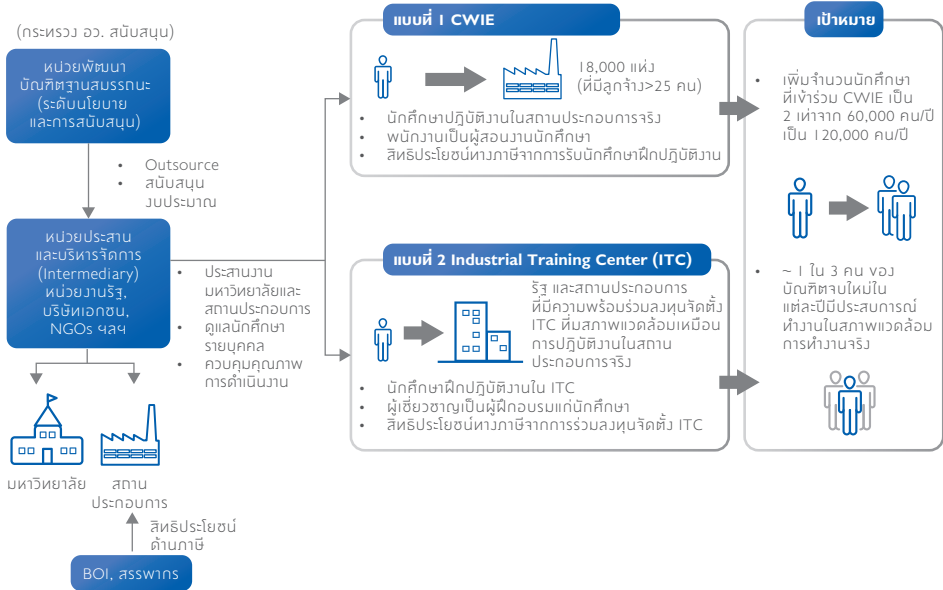 (กระทรวง อว. สนับสนุน)
หน่วยพัฒนา
บัณฑิตฐานสมรรถนะ
(ระดับนโยบาย
และการสนับสนุน)
• Outsource
• สนับสนุน
งบประมาณ
หน่วยประสาน
และบริหารจัดการ
(Intermediary)
หน่วยงานรัฐ,
บริษัทเอกชน,
NGOs ฯลฯ
• ประสานงาน
มหาวิทยาลัยและ
สถานประกอบการ
• ดูแลนักศึกษา
รายบุคคล
• ควบคุมคุณภาพ
การดำเนินงาน
มหาวิทยาลัย
สถาน
ประกอบการ
สิทธิประโยชน์
ด้านภาษี
BOI, สรรพากร
แบบที่ 1 CWIE
18,000 แห่ง
(ที่มีลูกจ้าง>25 คน)
• นักศึกษาปฏิบัติงานในสถานประกอบการจริง
• พนักงานเป็นผู้สอนงานนักศึกษา
• สิทธิประโยชน์ทางภาษีจากการรับนักศึกษาฝึกปฏิบัติงาน
แบบที่ 2 Industrial Training Center (ITC)
รัฐ และสถานประกอบการ
ที่มีความพร้อมร่วมลงทุนจัดตั้ง
ITC ที่มสภาพแวดล้อมเหมือน
การปฏิบัติงานในสถาน
ประกอบการจริง
• นักศึกษาฝึกปฏิบัติงานใน ITC
• ผู้เชี่ยวชาญเป็นผู้ฝึกอบรมแก่นักศึกษา
• สิทธิประโยชน์ทางภาษีจากการร่วมลงทุนจัดตั้ง ITC
เป้าหมาย
• เพิ่มจำนวนนักศึกษา
ที่เข้าร่วม CWIE เป็น
2 เท่าจาก 60,000 คน/ปี
เป็น 120,000 คน/ปี
• ~ 1 ใน 3 คน ของ
บัณฑิตจบใหม่ใน
แต่ละปีมีประสบการณ์
ทำงานในสภาพแวดล้อม
การทำงานจริง